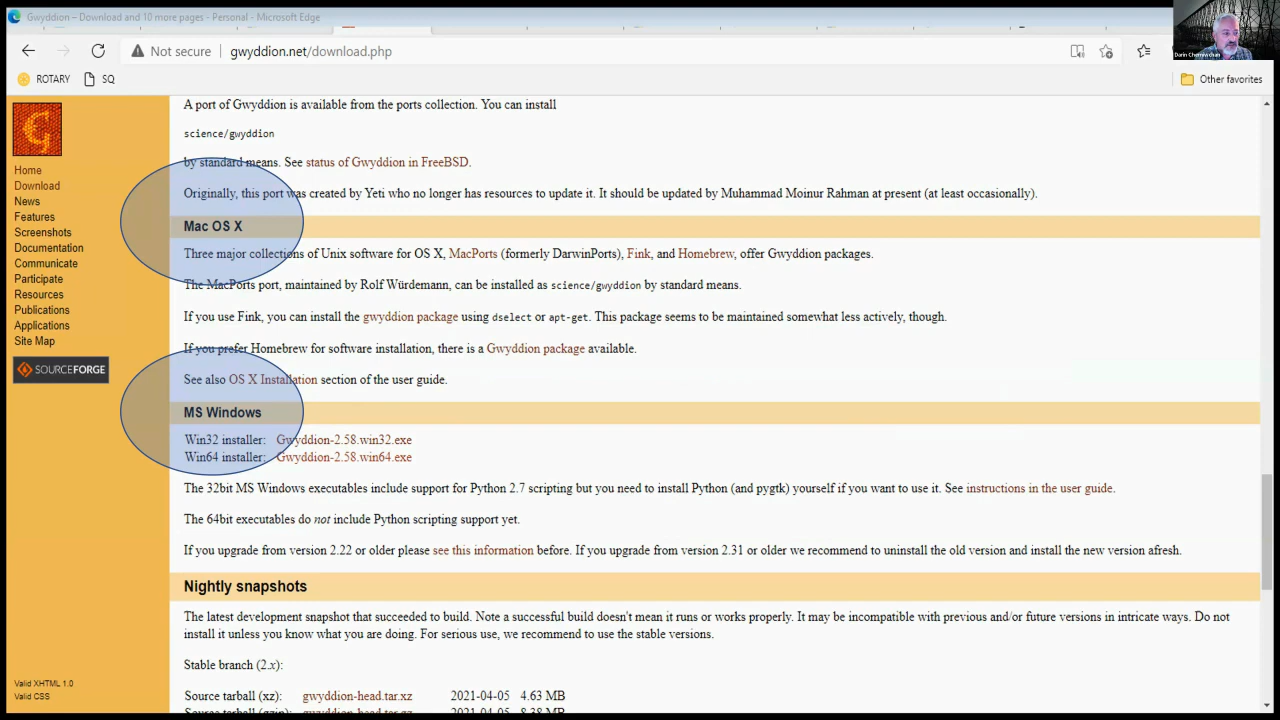 Gwyddion – Download and 10 more pages - Personal - Microsoft Edge
Not secure gwyddion.net/download.php
ROTARY SQ Other favorites
Darin Chernivchan
Home
Download
News
Features
Screenshots
Documentation
Communicate
Participate
Resources
Publications
Applications
Site Map
SOURCEFORGE
Valid XHTML 1.0
Valid CSS
A port of Gwyddion is available from the ports collection. You can install
science/gwyddion
by standard means. See status of Gwyddion in FreeBSD.
Originally, this port was created by Yeti who no longer has resources to update it. It should be updated by Muhammad Moinur Rahman at present (at least occasionally).
Mac OS X
Three major collections of Unix software for OS X, MacPorts (formerly DarwinPorts), Fink, and Homebrew, offer Gwyddion packages.
The MacPorts port, maintained by Rolf Würdemann, can be installed as science/gwyddion by standard means.
If you use Fink, you can install the gwyddion package using dselect or apt-get. This package seems to be maintained somewhat less actively, though.
If you prefer Homebrew for software installation, there is a Gwyddion package available.
See also OS X Installation section of the user guide.
MS Windows
Win32 installer: Gwyddion-2.58.win32.exe
Win64 installer: Gwyddion-2.58.win64.exe
The 32bit MS Windows executables include support for Python 2.7 scripting but you need to install Python (and pygtk) yourself if you want to use it. See instructions in the user guide.
The 64bit executables do not include Python scripting support yet.
If you upgrade from version 2.22 or older please see this information before. If you upgrade from version 2.31 or older we recommend to uninstall the old version and install the new version afresh.
Nightly snapshots
The latest development snapshot that succeeded to build. Note a successful build doesn't mean it runs or works properly. It may be incompatible with previous and/or future versions in intricate ways. Do not
install it unless you know what you are doing. For serious use, we recommend to use the stable versions.
Stable branch (2.x):
Source tarball (xz): gwyddion-head.tar.xz 2021-04-05 4.63 MB
Source tarball (gzip): gwyddion-head.tar.gz 2021-04-05 8.38 MB